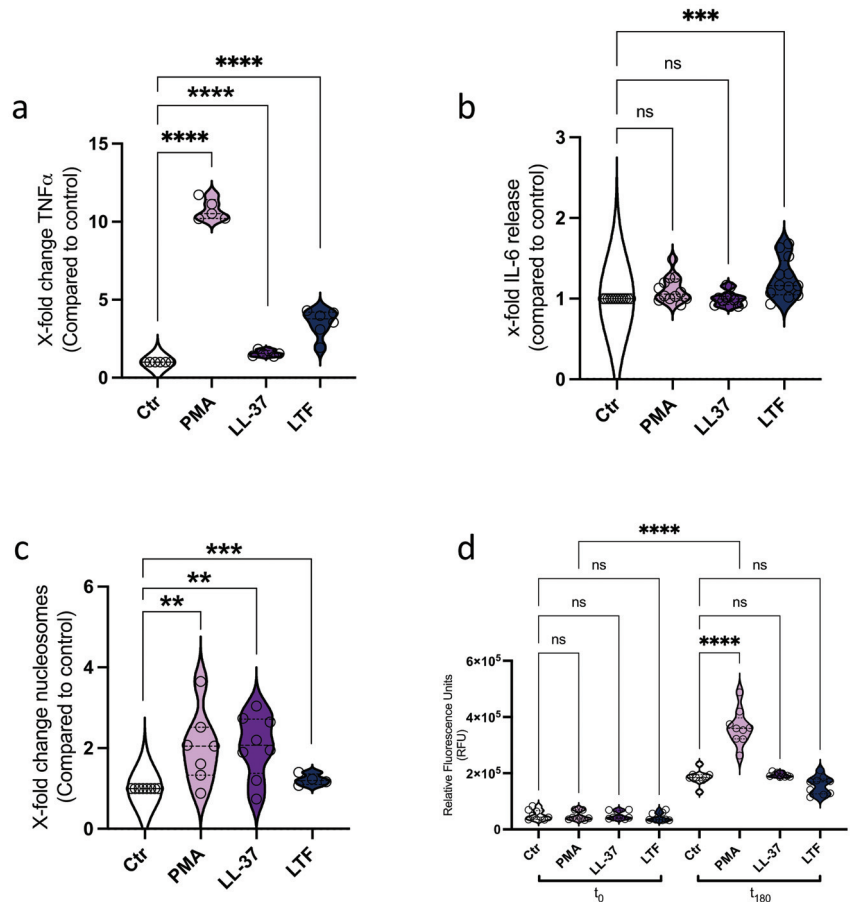 a
****
****
****
X-fold change TNFα
(Compared to control)
15
10
5
0
Ctr
PMA
LL-37
LTF
b
***
ns
ns
x-fold IL-6 release
(compared to control)
3
2
1
0
Ctr
PMA
LL37
LTF
c
***
**
**
X-fold change nucleosomes
(Compared to control)
6
4
2
0
Ctr
PMA
LL-37
LTF
d
****
ns
ns
ns
ns
ns
****
Relative Fluorescence Units
(RFU)
6×10⁵
4×10⁵
2×10⁵
0
Ctr
PMA
LL-37
LTF
Ctr
PMA
LL-37
LTF
t₀
t₁₈₀